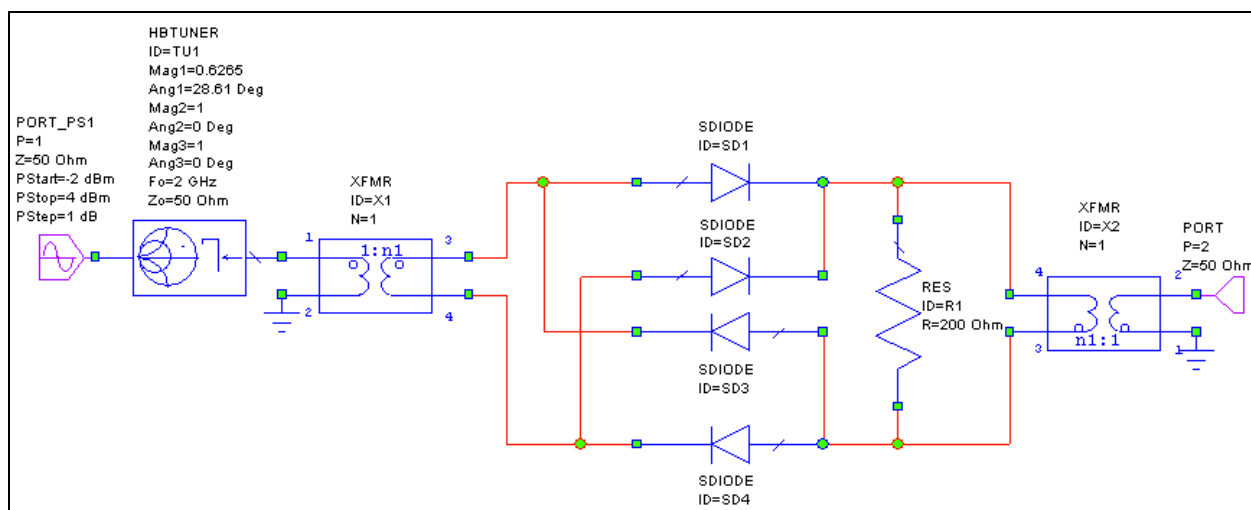 HBTUNER
ID=TU1
Mag1=0.6265
Ang1=28.61 Deg
Mag2=1
Ang2=0 Deg
Mag3=1
Ang3=0 Deg
Fo=2 GHz
Zo=50 Ohm
PORT_PS1
P=1
Z=50 Ohm
PStart=-2 dBm
PStop=4 dBm
PStep=1 dB
XFMR
ID=X1
N=1
1
2
3
4
1:n1
SDIODE
ID=SD1
SDIODE
ID=SD2
SDIODE
ID=SD3
SDIODE
ID=SD4
RES
ID=R1
R=200 Ohm
XFMR
ID=X2
N=1
4
3
2
1
n1:1
PORT
P=2
Z=50 Ohm